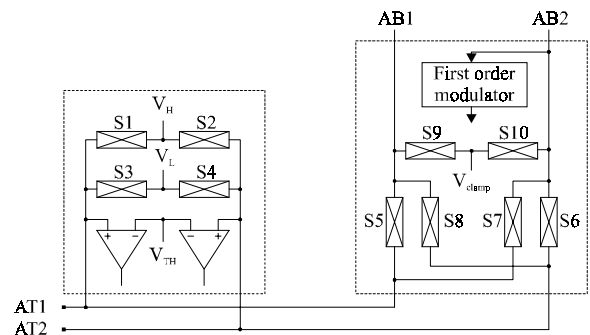 AB1 AB2
First order
modulator
V_H
S1 S2
S9 S10
V_L
S3 S4
V_clamp
S5 S8 S7 S6
+ − − +
V_TH
AT1
AT2